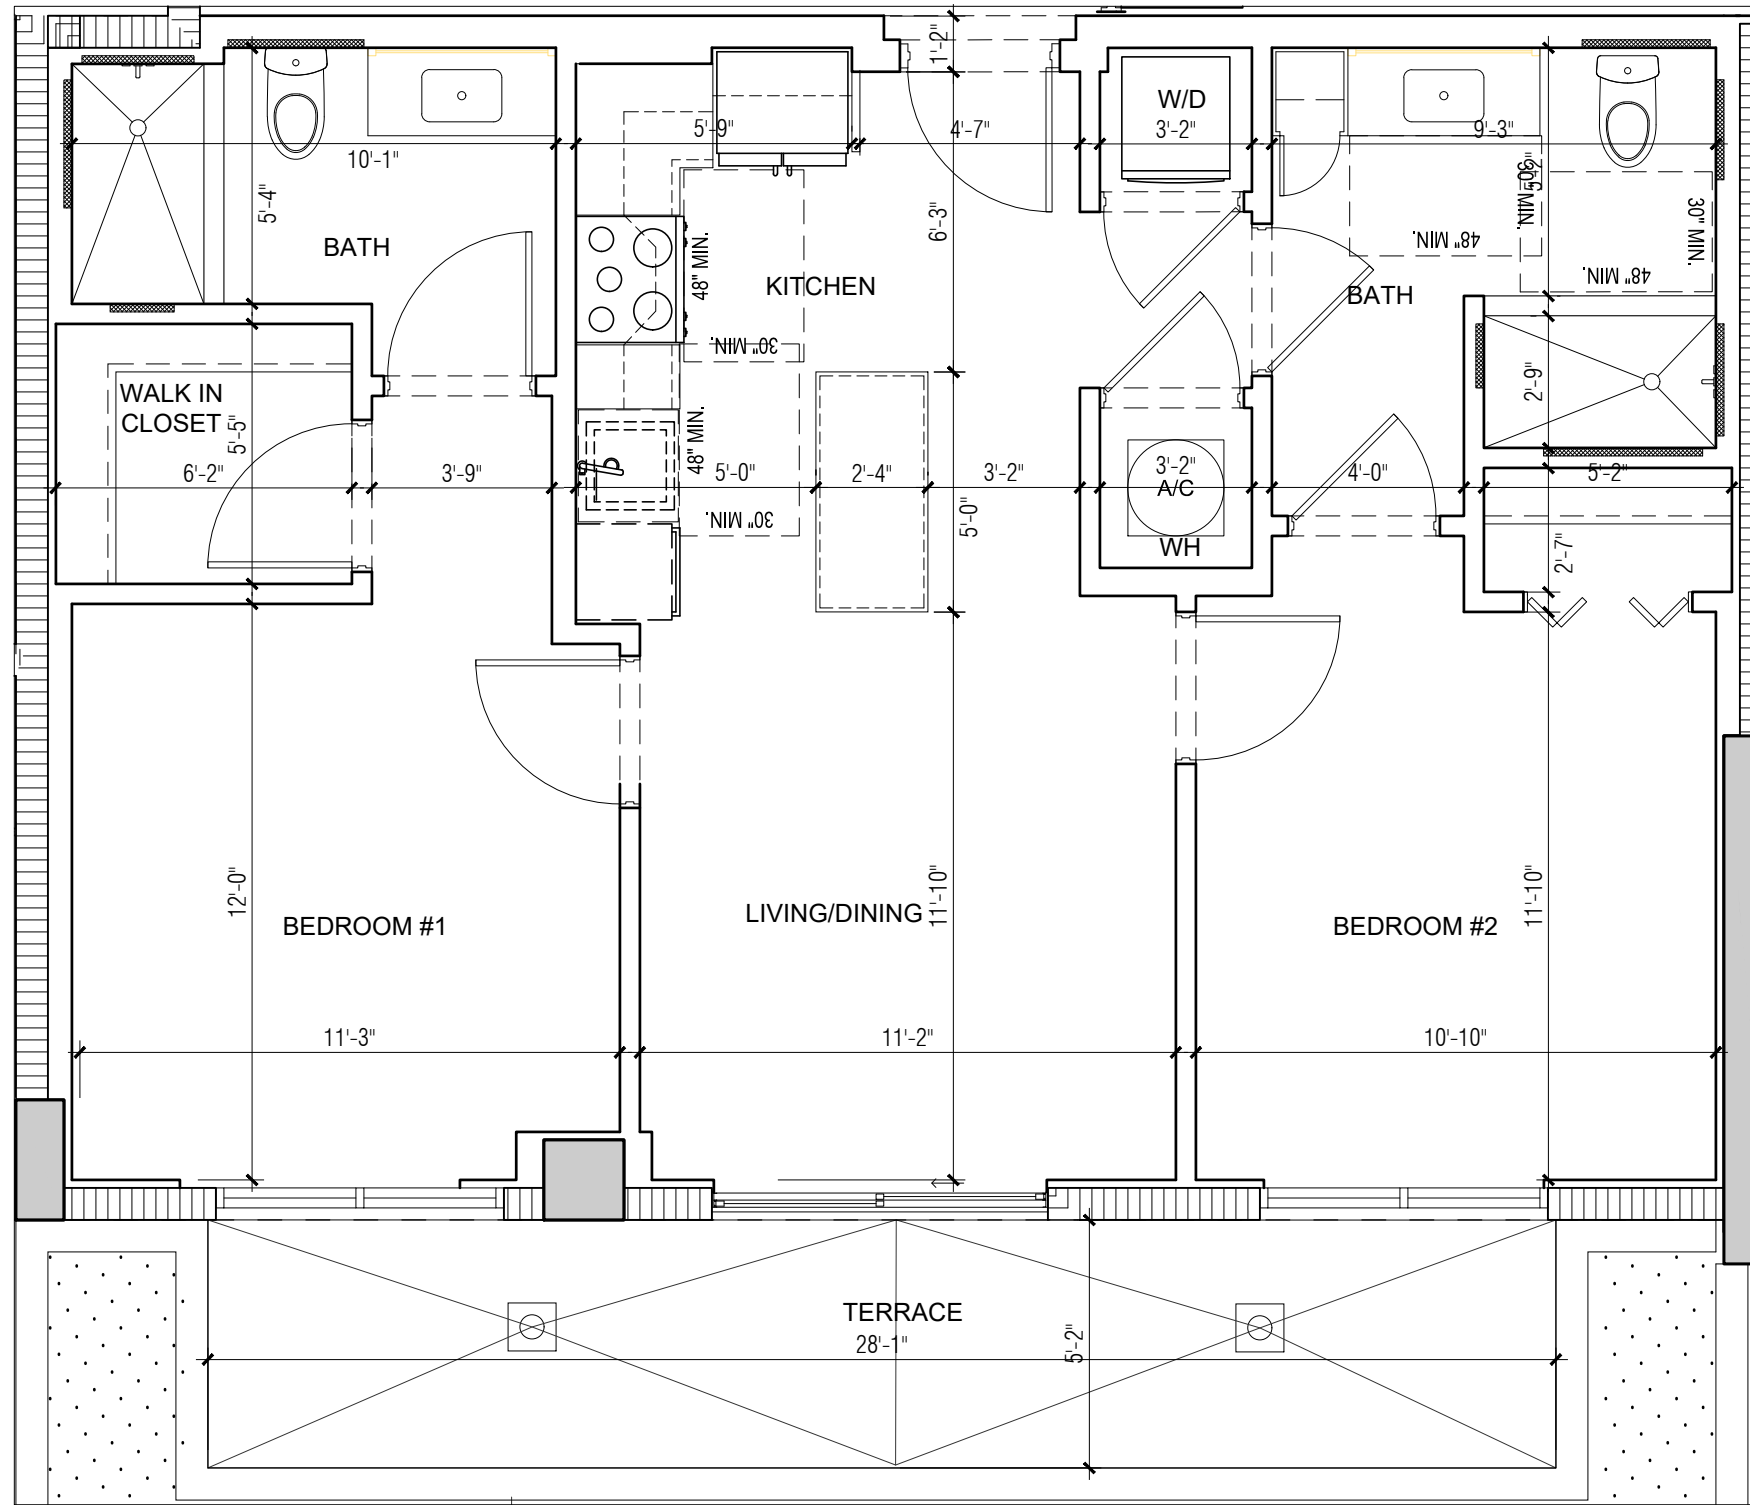 1'-2"
W/D
3'-2"
5'-9"
4'-7"
9'-3"
10'-1"
5'-4"
6'-3"
30" MIN.
30" MIN.
48" MIN.
48" MIN.
BATH
48" MIN.
KITCHEN
BATH
30" MIN.
2'-9"
WALK IN
CLOSET
5'-5"
48" MIN.
6'-2"
3'-9"
5'-0"
2'-4"
3'-2"
3'-2"
A/C
4'-0"
5'-2"
30" MIN.
5'-0"
WH
2'-7"
12'-0"
11'-10"
11'-10"
BEDROOM #1
LIVING/DINING
BEDROOM #2
11'-3"
11'-2"
10'-10"
TERRACE
28'-1"
5'-2"